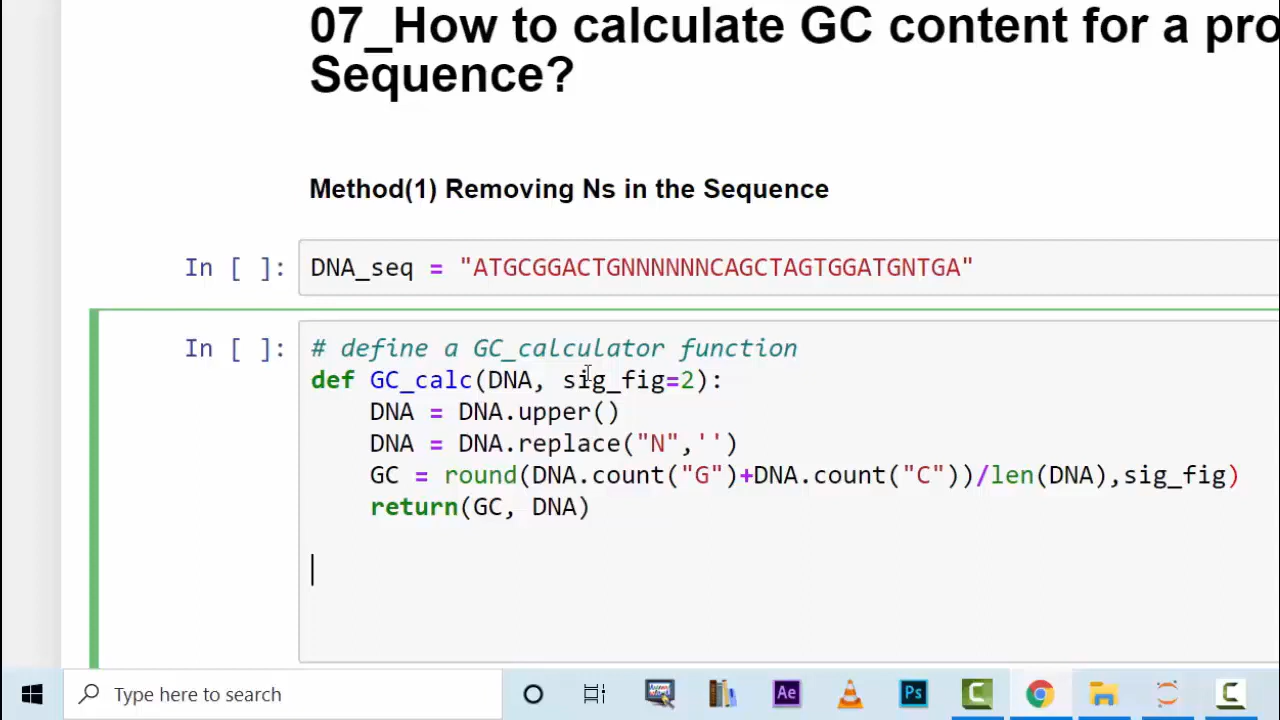 07_How to calculate GC content for a pro
Sequence?
Method(1) Removing Ns in the Sequence
In [ ]: DNA_seq = "ATGCGGACTGNNNNNNCAGCTAGTGGATGNTGA"
In [ ]: # define a GC_calculator function
def GC_calc(DNA, sig_fig=2):
DNA = DNA.upper()
DNA = DNA.replace("N",'')
GC = round(DNA.count("G")+DNA.count("C"))/len(DNA),sig_fig)
return(GC, DNA)
Type here to search
Ae
Ps
C
C